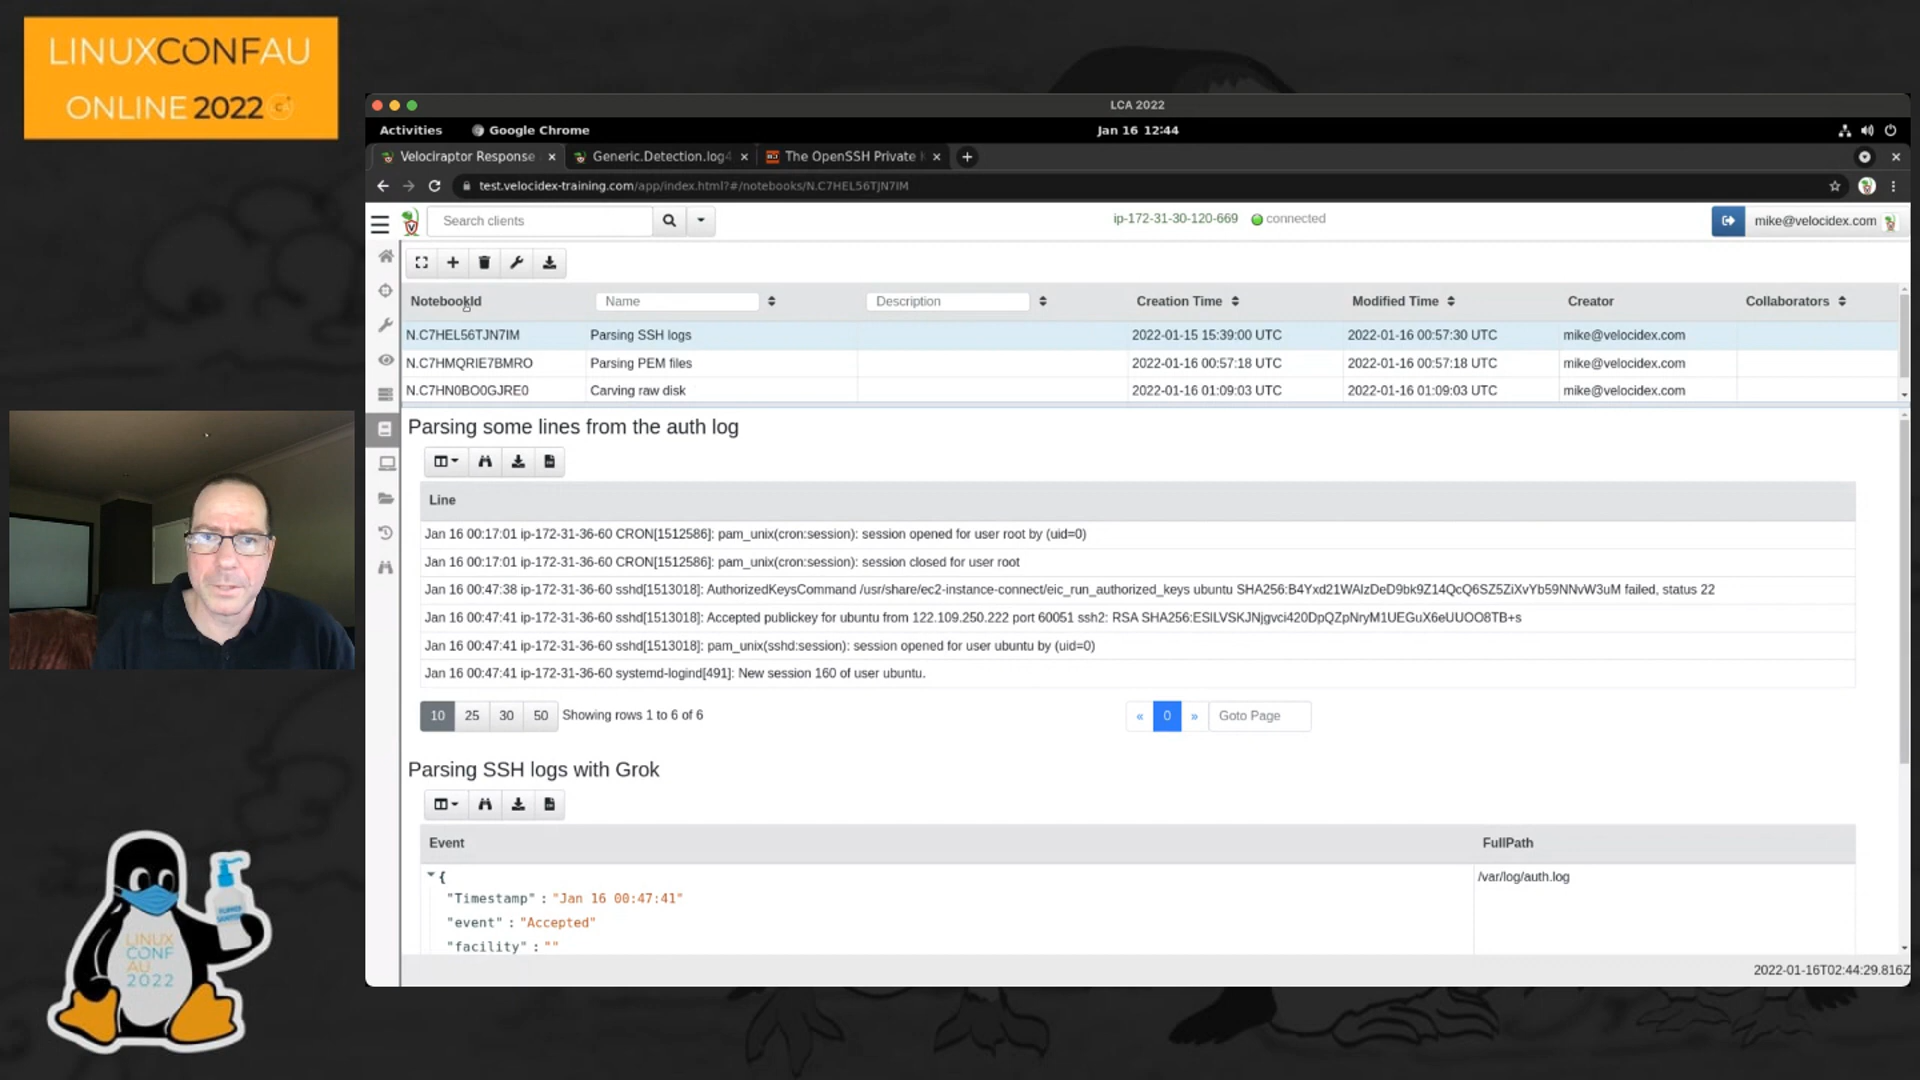 LINUXCONFAU
ONLINE 2022
LCA 2022
Activities
Google Chrome
Jan 16 12:44
Velociraptor Response
Generic.Detection.log4
The OpenSSH Private
test.velocidex-training.com/app/index.html?#/notebooks/N.C7HEL56TJN7IM
Search clients
ip-172-31-30-120-669
connected
mike@velocidex.com
NotebookId
Name
Description
Creation Time
Modified Time
Creator
Collaborators
N.C7HEL56TJN7IM Parsing SSH logs 2022-01-15 15:39:00 UTC 2022-01-16 00:57:30 UTC mike@velocidex.com
N.C7HMQRIE7BMRO Parsing PEM files 2022-01-16 00:57:18 UTC 2022-01-16 00:57:18 UTC mike@velocidex.com
N.C7HN0BO0GJRE0 Carving raw disk 2022-01-16 01:09:03 UTC 2022-01-16 01:09:03 UTC mike@velocidex.com
Parsing some lines from the auth log
Line
Jan 16 00:17:01 ip-172-31-36-60 CRON[1512586]: pam_unix(cron:session): session opened for user root by (uid=0)
Jan 16 00:17:01 ip-172-31-36-60 CRON[1512586]: pam_unix(cron:session): session closed for user root
Jan 16 00:47:38 ip-172-31-36-60 sshd[1513018]: AuthorizedKeysCommand /usr/share/ec2-instance-connect/eic_run_authorized_keys ubuntu SHA256:B4Yxd21WAIzDeD9bk9Z14QcQ6SZ5ZiXvYb59NNvW3uM failed, status 22
Jan 16 00:47:41 ip-172-31-36-60 sshd[1513018]: Accepted publickey for ubuntu from 122.109.250.222 port 60051 ssh2: RSA SHA256:ESILVSKJNjgvci420DpQZpNryM1UEGuX6eUUOO8TB+s
Jan 16 00:47:41 ip-172-31-36-60 sshd[1513018]: pam_unix(sshd:session): session opened for user ubuntu by (uid=0)
Jan 16 00:47:41 ip-172-31-36-60 systemd-logind[491]: New session 160 of user ubuntu.
10 25 30 50 Showing rows 1 to 6 of 6
« 0 » Goto Page
Parsing SSH logs with Grok
Event
FullPath
{
"Timestamp" : "Jan 16 00:47:41"
"event" : "Accepted"
"facility" : ""
/var/log/auth.log
2022-01-16T02:44:29.816Z
LINUX
CONF
AU
2022